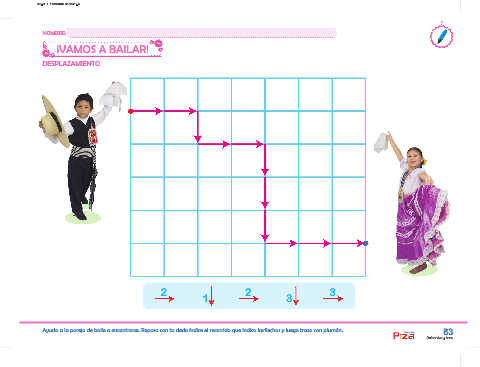 NOMBRE:
¡VAMOS A BAILAR!
DESPLAZAMIENTO
2 1 2 3 3
Ayuda a la pareja de baile a encontrarse. Repasa con tu dedo índice el recorrido que indica las flechas y luego traza con plumón.
Pizá
63